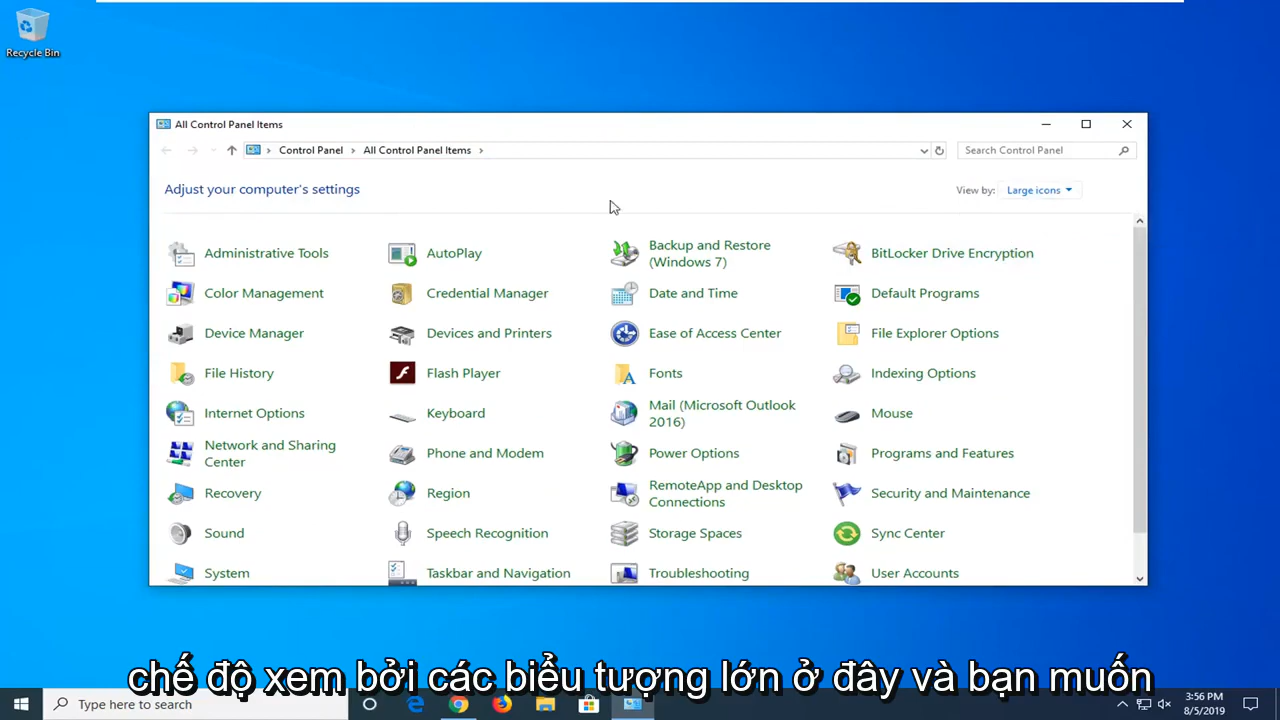 Recycle Bin
All Control Panel Items
Control Panel > All Control Panel Items >
Search Control Panel
Adjust your computer's settings
View by: Large icons
Administrative Tools
AutoPlay
Backup and Restore
(Windows 7)
BitLocker Drive Encryption
Color Management
Credential Manager
Date and Time
Default Programs
Device Manager
Devices and Printers
Ease of Access Center
File Explorer Options
File History
Flash Player
Fonts
Indexing Options
Internet Options
Keyboard
Mail (Microsoft Outlook
2016)
Mouse
Network and Sharing
Center
Phone and Modem
Power Options
Programs and Features
Recovery
Region
RemoteApp and Desktop
Connections
Security and Maintenance
Sound
Speech Recognition
Storage Spaces
Sync Center
System
Taskbar and Navigation
Troubleshooting
User Accounts
chế độ xem bởi các biểu tượng lớn ở đây và bạn muốn
Type here to search
3:56 PM
8/5/2019